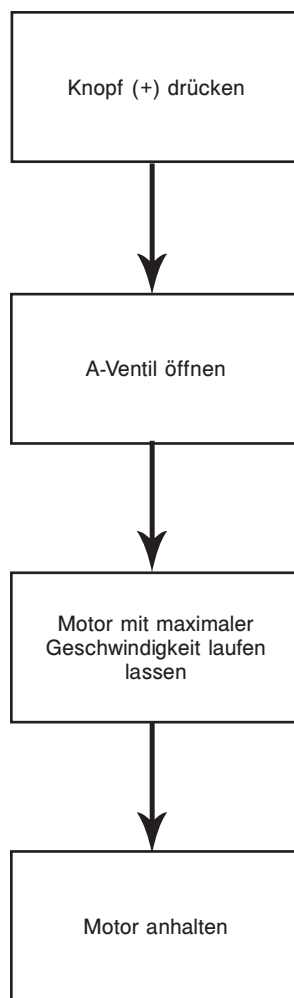 Knopf (+) drücken
A-Ventil öffnen
Motor mit maximaler
Geschwindigkeit laufen
lassen
Motor anhalten